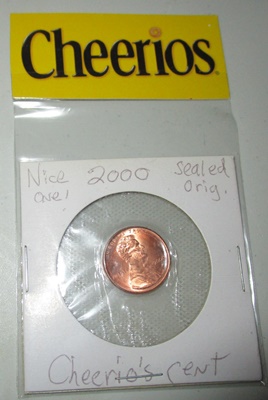 Cheerios
Nice 2000 Sealed
one! Orig.
Cheerio's cent